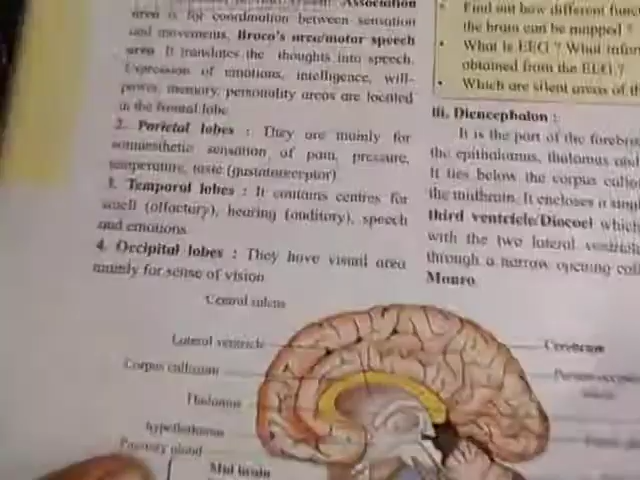 Association
area is for coordination between sensation
and movements, Broca's area/motor speech
area It translates the thoughts into speech.
Expression of emotions, intelligence, will-
power, memory, personality areas are located
in the frontal lobe
2. Parietal lobes : They are mainly for
somaesthetic sensation of pain, pressure,
temperature, taste (gustatoreceptor)
Temporal lobes : It contains centres for
smell (olfactory), hearing (auditory), speech
and emotions
4. Occipital lobes : They have visual area
mainly for sense of vision
Find out how different func
the brain can be mapped ?
What is EEG ? What infor
obtained from the EEG ?
Which are silent areas of th
iii. Diencephalon :
It is the part of the forebra
the epithalamus, thalamus and
It lies below the corpus callos
the midbrain. It encloses a sing
third ventricle/Diocoel which
with the two lateral ventricle
through a narrow opening call
Monro
Central sulcus
Lateral ventricle
Corpus callosum
Thalamus
hypothalamus
Pituitary gland
Mid brain
Cerebrum